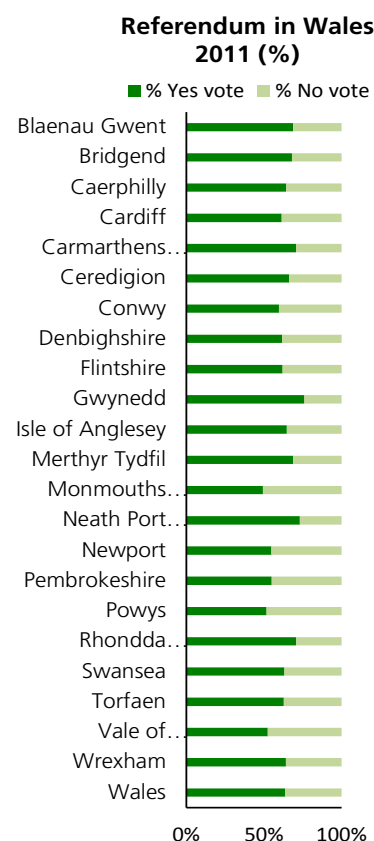 Referendum in Wales
2011 (%)
% Yes vote % No vote
Blaenau Gwent
Bridgend
Caerphilly
Cardiff
Carmarthens…
Ceredigion
Conwy
Denbighshire
Flintshire
Gwynedd
Isle of Anglesey
Merthyr Tydfil
Monmouths…
Neath Port…
Newport
Pembrokeshire
Powys
Rhondda…
Swansea
Torfaen
Vale of…
Wrexham
Wales
0% 50% 100%